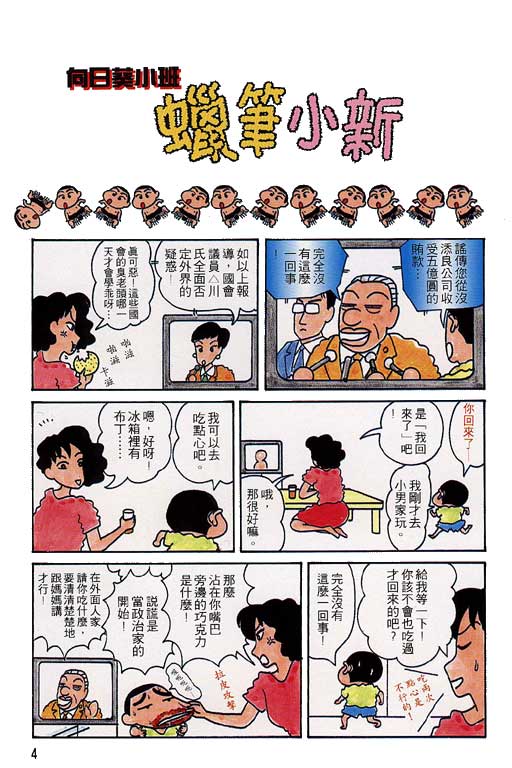 向日葵小班
蠟筆小新
謠傳您從沒
添良公司收
受五億圓的
賄款…
完全沒
有這麼
一回事
如以上報
導，國會
議員△川
氏全面否
定外界的
疑惑！
真可惡！這些國
會的臭老頭哪一
天才會學乖呀…
啪滋
啪滋
卡滋
你回來了—
是「我回
來了」吧
！
我剛才去
小男家玩。
哦，
那很好嘛。
我可以去
吃點心吧。
嗯，好呀！
冰箱裡有
布丁……
給我等一下！
你該不會也吃過
才回來的吧？
吃兩次
點心是
不行的！
完全沒有
這麼一回事！
那麼
沾在你嘴巴
旁邊的巧克力
是什麼！
拉皮攻擊
說謊是
當政治家的
開始！
在外面人家
請你吃什麼，
要清清楚楚地
跟媽媽講
才行！
4